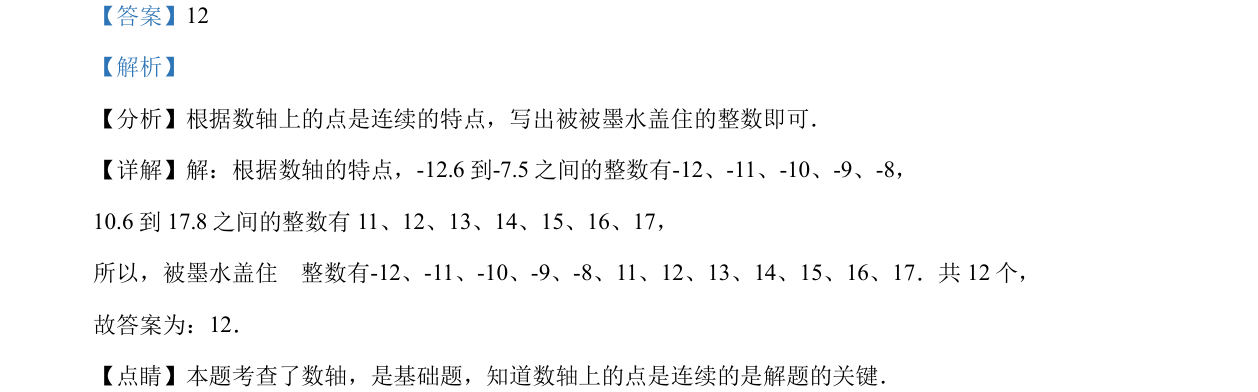 【答案】12
【解析】
【分析】根据数轴上的点是连续的特点，写出被被墨水盖住的整数即可．
【详解】解：根据数轴的特点，-12.6到-7.5之间的整数有-12、-11、-10、-9、-8，
10.6到17.8之间的整数有11、12、13、14、15、16、17，
所以，被墨水盖住 整数有-12、-11、-10、-9、-8、11、12、13、14、15、16、17．共12个，
故答案为：12．
【点睛】本题考查了数轴，是基础题，知道数轴上的点是连续的是解题的关键．